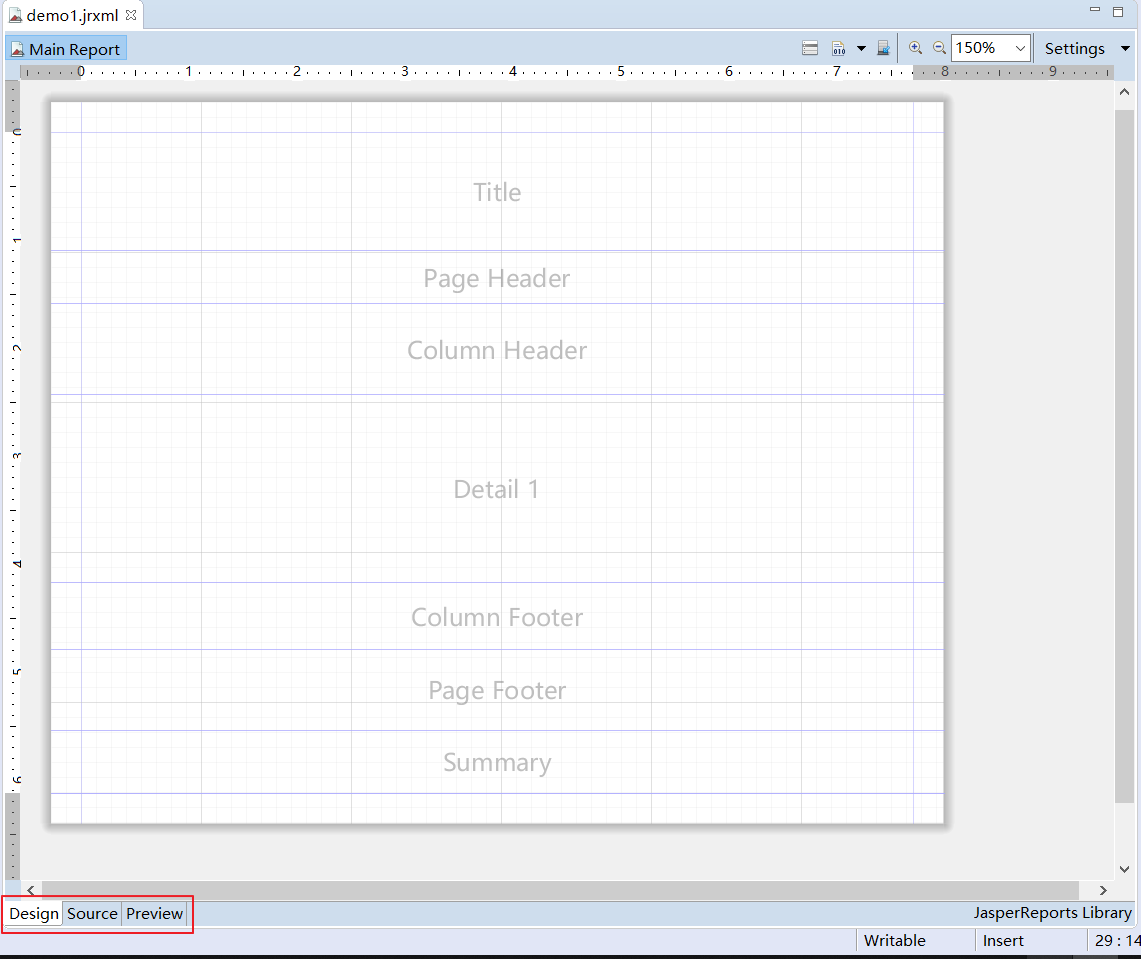 demo1.jrxml
Main Report
150%
Settings
0 1 2 3 4 5 6 7 8 9
0
Title
1
Page Header
Column Header
2
3
Detail 1
4
Column Footer
5
Page Footer
Summary
6
Design Source Preview
JasperReports Library
Writable Insert 29 : 14